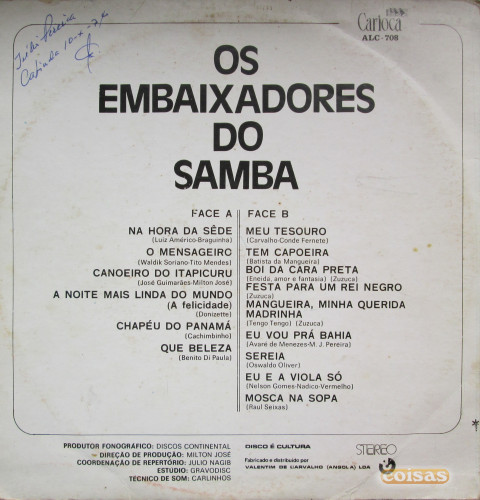 Carioca
ALC - 708
OS
EMBAIXADORES
DO
SAMBA
FACE A
NA HORA DA SÊDE
(Luiz Américo-Braguinha)
O MENSAGEIRO
(Waldik Soriano-Tito Mendes)
CANOEIRO DO ITAPICURU
(José Guimarães-Milton José)
A NOITE MAIS LINDA DO MUNDO
(A felicidade)
(Donizette)
CHAPÉU DO PANAMÁ
(Cachimbinho)
QUE BELEZA
(Benito Di Paula)
FACE B
MEU TESOURO
(Carvalho-Conde Fernete)
TEM CAPOEIRA
(Batista da Mangueira)
BOI DA CARA PRETA
(Eneida, amor e fantasia) (Zuzuca)
FESTA PARA UM REI NEGRO
(Zuzuca)
MANGUEIRA, MINHA QUERIDA
MADRINHA
(Tengo Tengo) (Zuzuca)
EU VOU PRÁ BAHIA
(Avaré de Menezes-M. J. Pereira)
SEREIA
(Oswaldo Oliver)
EU E A VIOLA SÓ
(Nelson Gomes-Nadico-Vermelho)
MOSCA NA SOPA
(Raul Seixas)
PRODUTOR FONOGRÁFICO: DISCOS CONTINENTAL
DIREÇÃO DE PRODUÇÃO: MILTON JOSÉ
COORDENAÇÃO DE REPERTÓRIO: JULIO NAGIB
ESTÚDIO: GRAVODISC
TÉCNICO DE SOM: CARLINHOS
DISCO É CULTURA
Fabricado e distribuído por
VALENTIM DE CARVALHO (ANGOLA) LDA
STEREO
coisas